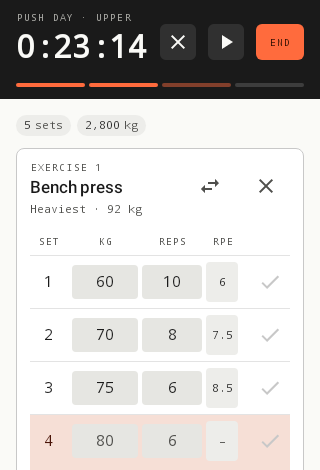 PUSH DAY · UPPER
0:23:14
END
5 sets 2,800 kg
EXERCISE 1
Bench press
Heaviest · 92 kg
SET KG REPS RPE
1 60 10 6
2 70 8 7.5
3 75 6 8.5
4 80 6 –